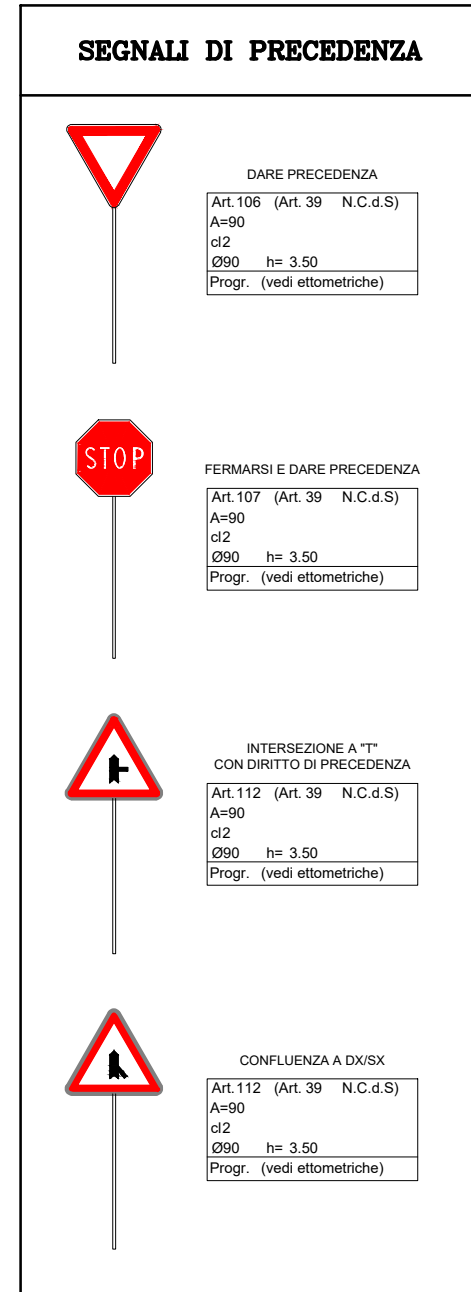 SEGNALI DI PRECEDENZA
DARE PRECEDENZA
Art.106 (Art. 39 N.C.d.S)
A=90
cl2
Ø90 h= 3.50
Progr. (vedi ettometriche)
STOP
FERMARSI E DARE PRECEDENZA
Art.107 (Art. 39 N.C.d.S)
A=90
cl2
Ø90 h= 3.50
Progr. (vedi ettometriche)
INTERSEZIONE A "T"
CON DIRITTO DI PRECEDENZA
Art.112 (Art. 39 N.C.d.S)
A=90
cl2
Ø90 h= 3.50
Progr. (vedi ettometriche)
CONFLUENZA A DX/SX
Art.112 (Art. 39 N.C.d.S)
A=90
cl2
Ø90 h= 3.50
Progr. (vedi ettometriche)